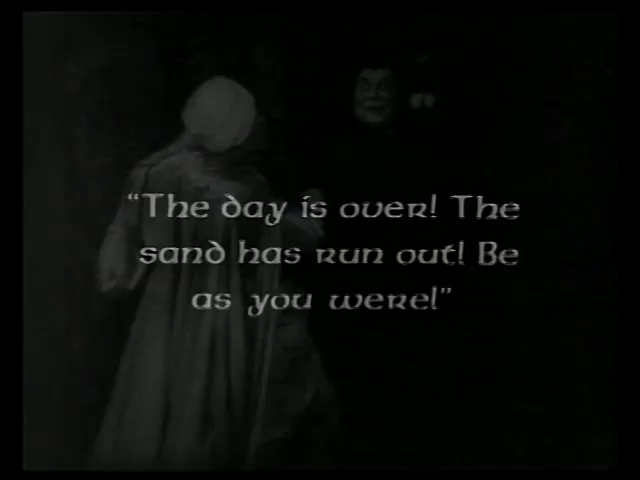 "The day is over! The
sand has run out! Be
as you were!"